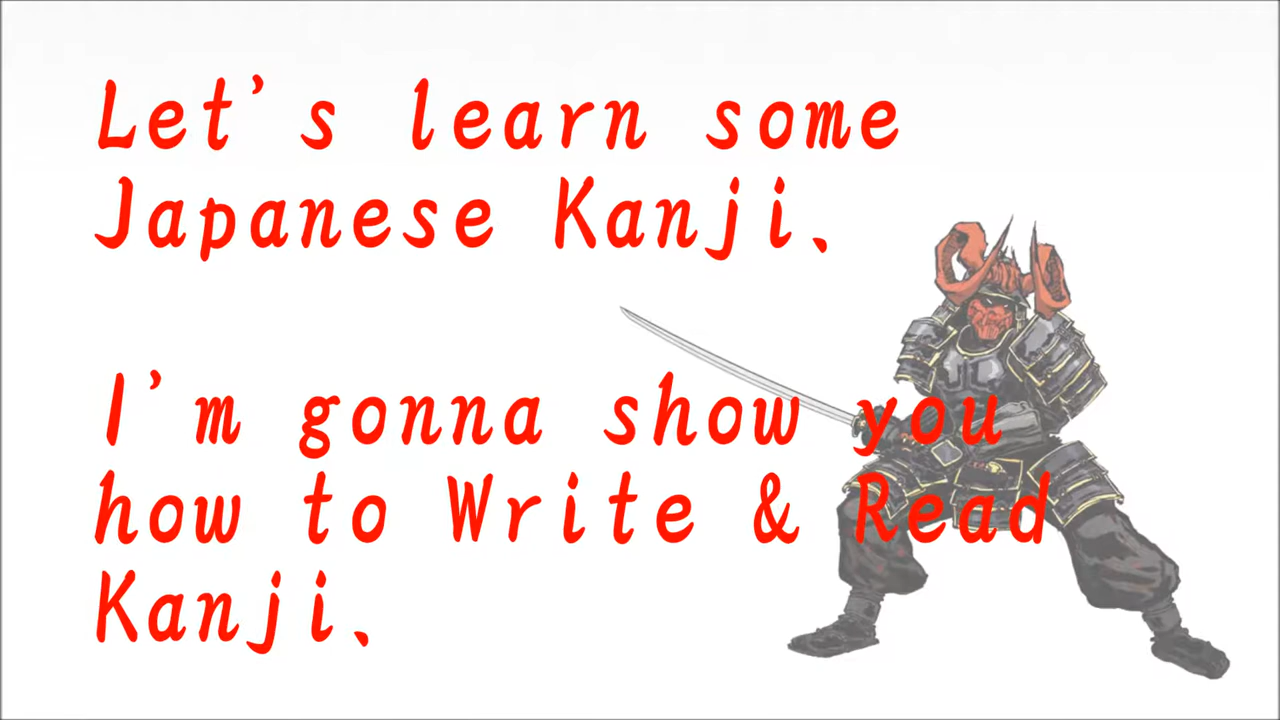 Let's learn some
Japanese Kanji、
I'm gonna show you
how to Write & Read
Kanji、